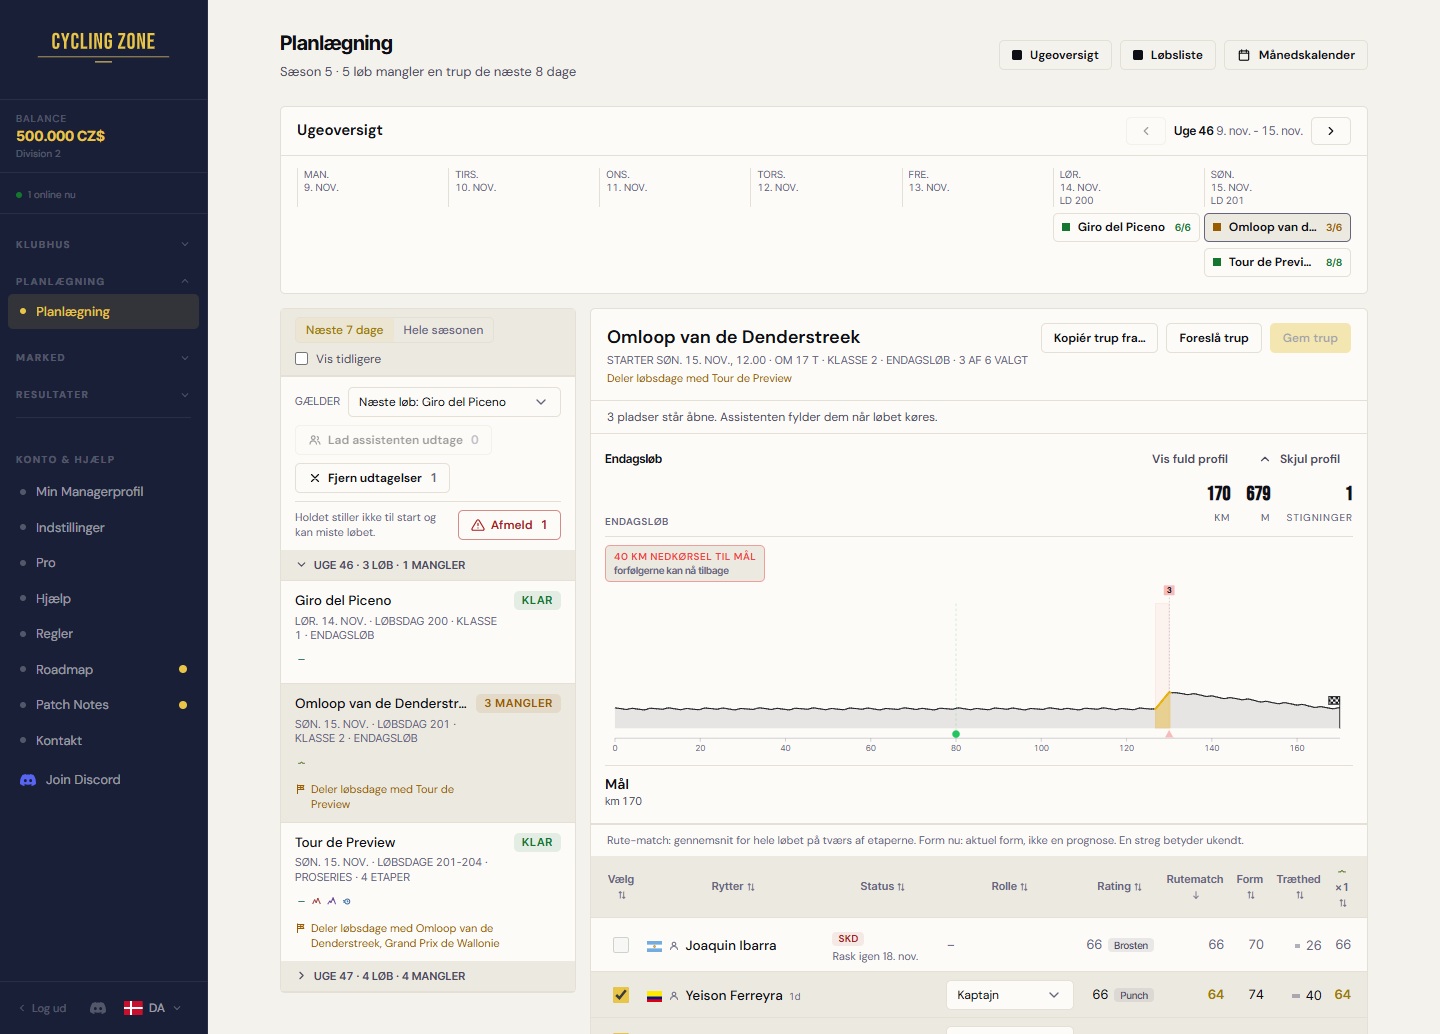 CYCLING ZONE
BALANCE
500.000 CZ$
Division 2
1 online nu
KLUBHUS
PLANLÆGNING
Planlægning
MARKED
RESULTATER
KONTO & HJÆLP
Min Managerprofil
Indstillinger
Pro
Hjælp
Regler
Roadmap
Patch Notes
Kontakt
Join Discord
Log ud
DA
Planlægning
Sæson 5 · 5 løb mangler en trup de næste 8 dage
Ugeoversigt
Løbsliste
Månedskalender
Ugeoversigt
Uge 46 9. nov. - 15. nov.
MAN.
9. NOV.
TIRS.
10. NOV.
ONS.
11. NOV.
TORS.
12. NOV.
FRE.
13. NOV.
LØR.
14. NOV.
LD 200
SØN.
15. NOV.
LD 201
Giro del Piceno 6/6
Omloop van d... 3/6
Tour de Previ... 8/8
Næste 7 dage
Hele sæsonen
Vis tidligere
GÆLDER
Næste løb: Giro del Piceno
Lad assistenten udtage 0
Fjern udtagelser 1
Holdet stiller ikke til start og
kan miste løbet.
Afmeld 1
UGE 46 · 3 LØB · 1 MANGLER
Giro del Piceno
KLAR
LØR. 14. NOV. · LØBSDAG 200 · KLASSE
1 · ENDAGSLØB
Omloop van de Denderstr...
3 MANGLER
SØN. 15. NOV. · LØBSDAG 201 ·
KLASSE 2 · ENDAGSLØB
Deler løbsdage med Tour de
Preview
Tour de Preview
KLAR
SØN. 15. NOV. · LØBSDAGE 201-204 ·
PROSERIES · 4 ETAPER
Deler løbsdage med Omloop van de
Denderstreek, Grand Prix de Wallonie
UGE 47 · 4 LØB · 4 MANGLER
Omloop van de Denderstreek
STARTER SØN. 15. NOV., 12.00 · OM 17 T · KLASSE 2 · ENDAGSLØB · 3 AF 6 VALGT
Deler løbsdage med Tour de Preview
Kopiér trup fra...
Foreslå trup
Gem trup
3 pladser står åbne. Assistenten fylder dem når løbet køres.
Endagsløb
Vis fuld profil
Skjul profil
170 679 1
ENDAGSLØB
KM M STIGNINGER
40 KM NEDKØRSEL TIL MÅL
forfølgerne kan nå tilbage
3
0 20 40 60 80 100 120 140 160
Mål
km 170
Rute-match: gennemsnit for hele løbet på tværs af etaperne. Form nu: aktuel form, ikke en prognose. En streg betyder ukendt.
Vælg ⇅
Rytter ⇅
Status ⇅
Rolle ⇅
Rating ⇅
Rutematch ↓
Form ⇅
Træthed ⇅
×1 ⇅
Joaquin Ibarra
SKD
Rask igen 18. nov.
–
66 Brosten
66 70 26 66
Yeison Ferreyra 1d
Kaptajn
66 Punch
64 74 40 64